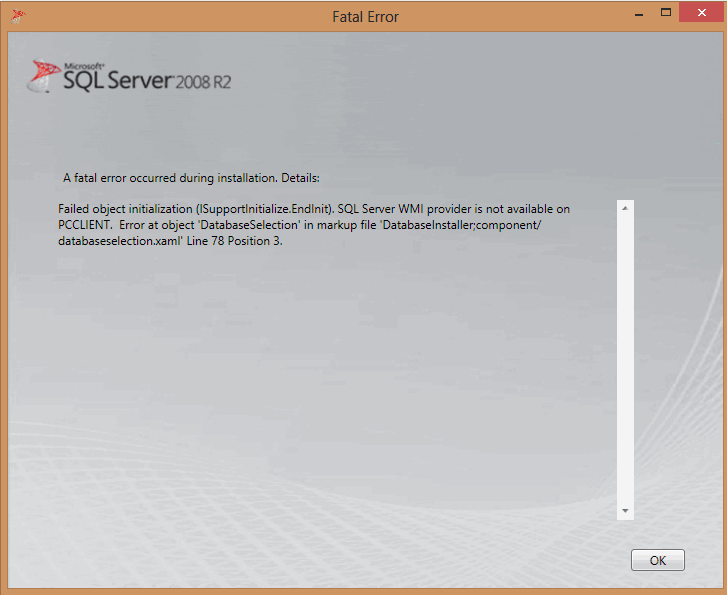 Fatal Error
Microsoft®
SQL Server 2008 R2
A fatal error occurred during installation. Details:
Failed object initialization (ISupportInitialize.EndInit). SQL Server WMI provider is not available on
PCCLIENT.  Error at object 'DatabaseSelection' in markup file 'DatabaseInstaller;component/
databaseselection.xaml' Line 78 Position 3.
OK